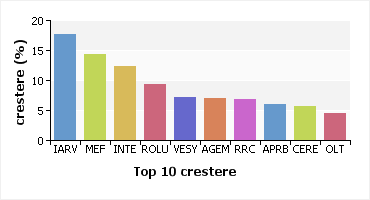 crestere (%)
20
15
10
5
0
IARV MEF INTE ROLU VESY AGEM RRC APRB CERE OLT
Top 10 crestere